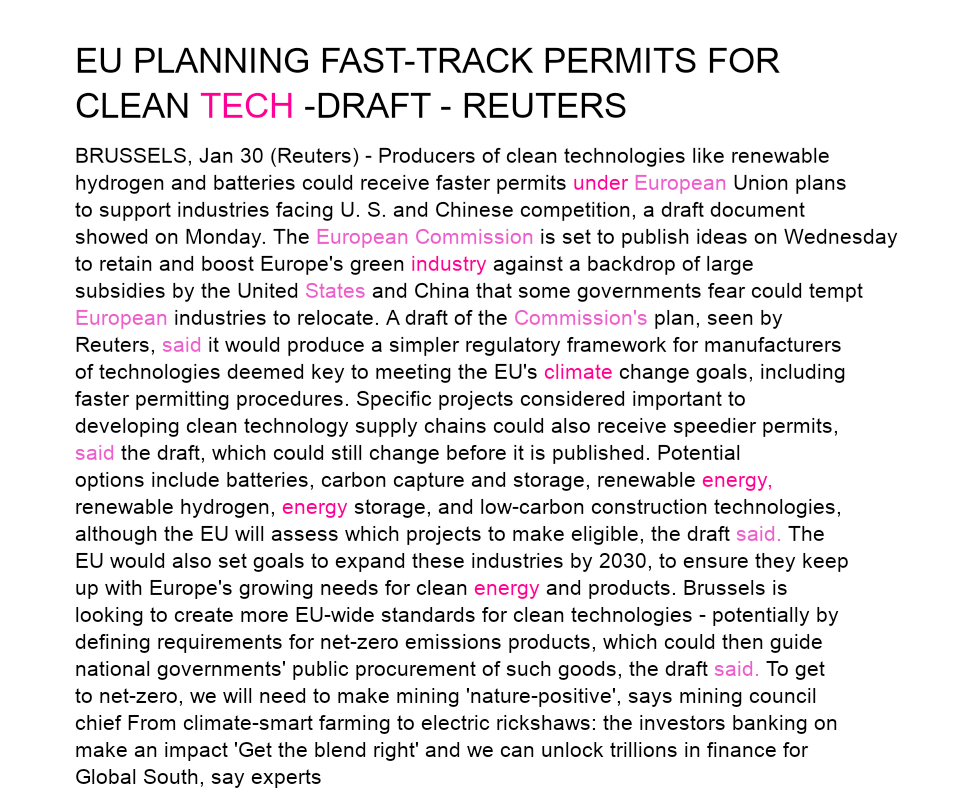 EU PLANNING FAST-TRACK PERMITS FOR
CLEAN TECH -DRAFT - REUTERS
BRUSSELS, Jan 30 (Reuters) - Producers of clean technologies like renewable
hydrogen and batteries could receive faster permits under European Union plans
to support industries facing U. S. and Chinese competition, a draft document
showed on Monday. The European Commission is set to publish ideas on Wednesday
to retain and boost Europe's green industry against a backdrop of large
subsidies by the United States and China that some governments fear could tempt
European industries to relocate. A draft of the Commission's plan, seen by
Reuters, said it would produce a simpler regulatory framework for manufacturers
of technologies deemed key to meeting the EU's climate change goals, including
faster permitting procedures. Specific projects considered important to
developing clean technology supply chains could also receive speedier permits,
said the draft, which could still change before it is published. Potential
options include batteries, carbon capture and storage, renewable energy,
renewable hydrogen, energy storage, and low-carbon construction technologies,
although the EU will assess which projects to make eligible, the draft said. The
EU would also set goals to expand these industries by 2030, to ensure they keep
up with Europe's growing needs for clean energy and products. Brussels is
looking to create more EU-wide standards for clean technologies - potentially by
defining requirements for net-zero emissions products, which could then guide
national governments' public procurement of such goods, the draft said. To get
to net-zero, we will need to make mining 'nature-positive', says mining council
chief From climate-smart farming to electric rickshaws: the investors banking on
make an impact 'Get the blend right' and we can unlock trillions in finance for
Global South, say experts